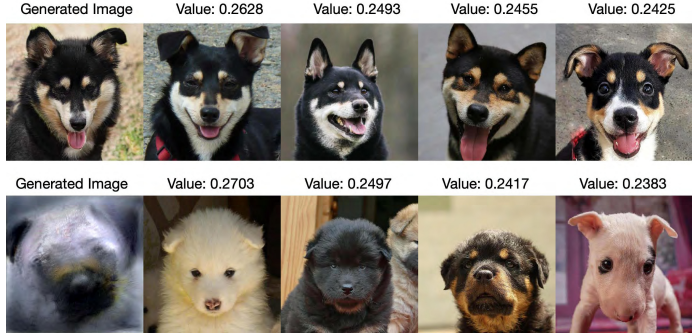 Generated Image Value: 0.2628 Value: 0.2493 Value: 0.2455 Value: 0.2425
Generated Image Value: 0.2703 Value: 0.2497 Value: 0.2417 Value: 0.2383